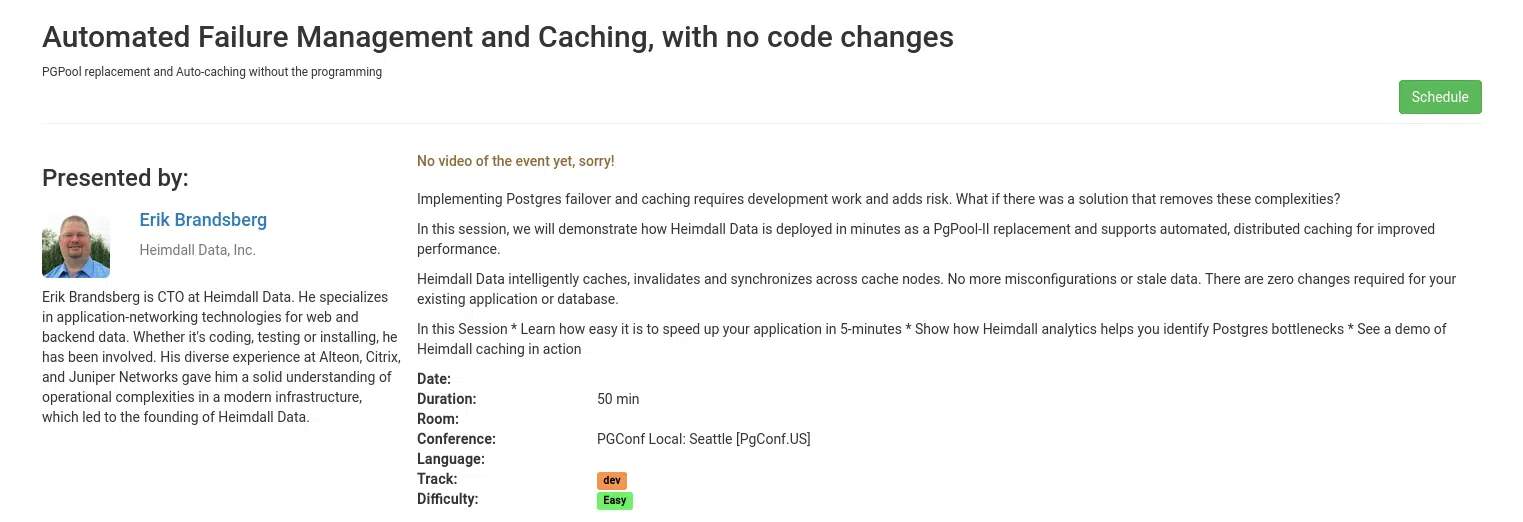 Automated Failure Management and Caching, with no code changes
PGPool replacement and Auto-caching without the programming
Schedule
Presented by:
Erik Brandsberg
Heimdall Data, Inc.
Erik Brandsberg is CTO at Heimdall Data. He specializes
in application-networking technologies for web and
backend data. Whether it's coding, testing or installing, he
has been involved. His diverse experience at Alteon, Citrix,
and Juniper Networks gave him a solid understanding of
operational complexities in a modern infrastructure,
which led to the founding of Heimdall Data.
No video of the event yet, sorry!
Implementing Postgres failover and caching requires development work and adds risk. What if there was a solution that removes these complexities?
In this session, we will demonstrate how Heimdall Data is deployed in minutes as a PgPool-II replacement and supports automated, distributed caching for improved
performance.
Heimdall Data intelligently caches, invalidates and synchronizes across cache nodes. No more misconfigurations or stale data. There are zero changes required for your
existing application or database.
In this Session * Learn how easy it is to speed up your application in 5-minutes * Show how Heimdall analytics helps you identify Postgres bottlenecks * See a demo of
Heimdall caching in action
Date:
Duration: 50 min
Room:
Conference: PGConf Local: Seattle [PgConf.US]
Language:
Track: dev
Difficulty: Easy